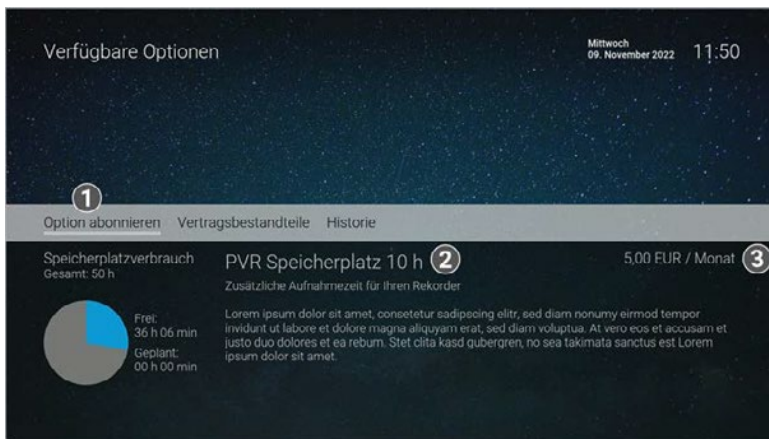 Verfügbare Optionen
Mittwoch
09. November 2022
11:50
1
Option abonnieren Vertragsbestandteile Historie
Speicherplatzverbrauch
Gesamt: 50 h
Frei:
36 h 06 min
Geplant:
00 h 00 min
PVR Speicherplatz 10 h 2
5,00 EUR / Monat 3
Zusätzliche Aufnahmezeit für Ihren Rekorder
Lorem ipsum dolor sit amet, consetetur sadipscing elitr, sed diam nonumy eirmod tempor
invidunt ut labore et dolore magna aliquyam erat, sed diam voluptua. At vero eos et accusam et
justo duo dolores et ea rebum. Stet clita kasd gubergren, no sea takimata sanctus est Lorem
ipsum dolor sit amet.